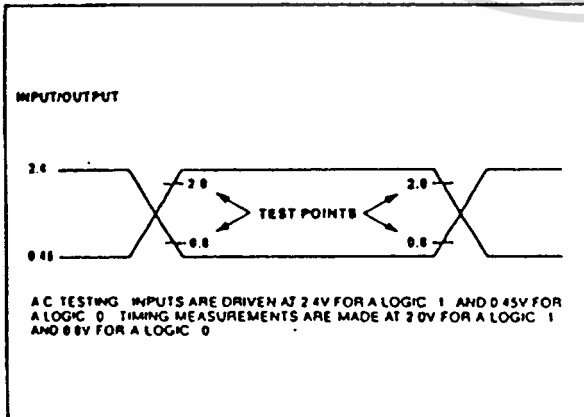 INPUT/OUTPUT
2.4
2.0
2.0
TEST POINTS
0.8
0.8
0.45
A C TESTING INPUTS ARE DRIVEN AT 2 4V FOR A LOGIC 1 AND 0 45V FOR
A LOGIC 0 TIMING MEASUREMENTS ARE MADE AT 2 0V FOR A LOGIC 1
AND 0 8V FOR A LOGIC 0